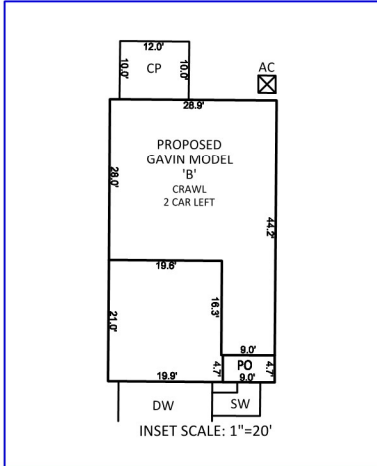 12.0'
10.0'
CP
10.0'
AC
28.9'
PROPOSED
GAVIN MODEL
'B'
CRAWL
2 CAR LEFT
28.0'
44.2'
19.6'
16.3'
21.0'
9.0'
4.7'
PO
4.7'
19.9'
9.0'
DW
SW
INSET SCALE: 1"=20'